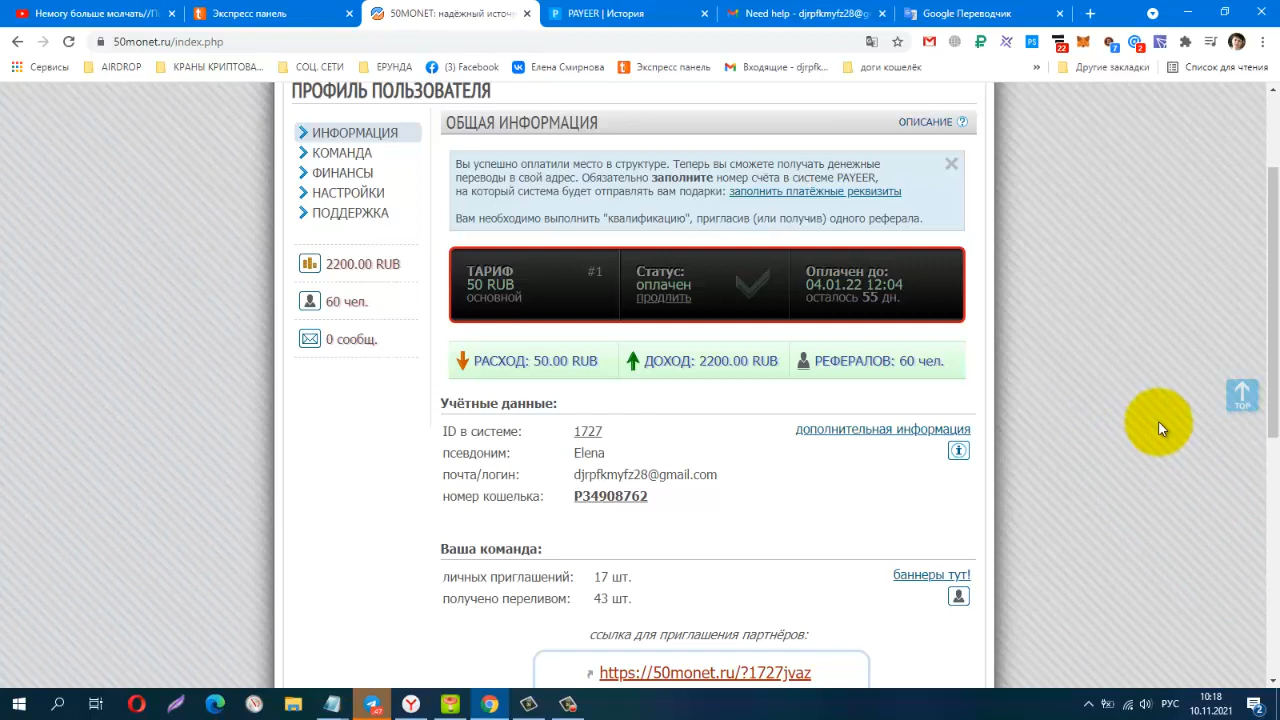 Немогу больше молчать//П
Экспресс панель
50MONET: надёжный источ
PAYEER | История
Need help - djrpfkmyfz28@g
Google Переводчик
50monet.ru/index.php
Сервисы
AIRDROP
КРАНЫ КРИПТОВА...
СОЦ. СЕТИ
ЕРУНДА
(3) Facebook
Елена Смирнова
Экспресс панель
Входящие - djrpfk...
доги кошелёк
»
Другие закладки
Список для чтения
ПРОФИЛЬ ПОЛЬЗОВАТЕЛЯ
ИНФОРМАЦИЯ
КОМАНДА
ФИНАНСЫ
НАСТРОЙКИ
ПОДДЕРЖКА
2200.00 RUB
60 чел.
0 сообщ.
ОБЩАЯ ИНФОРМАЦИЯ
ОПИСАНИЕ ?
Вы успешно оплатили место в структуре. Теперь вы сможете получать денежные
переводы в свой адрес. Обязательно заполните номер счёта в системе PAYEER,
на который система будет отправлять вам подарки: заполнить платёжные реквизиты
Вам необходимо выполнить "квалификацию", пригласив (или получив) одного реферала.
ТАРИФ #1
50 RUB
основной
Статус:
оплачен
продлить
Оплачен до:
04.01.22 12:04
осталось 55 дн.
РАСХОД: 50.00 RUB
ДОХОД: 2200.00 RUB
РЕФЕРАЛОВ: 60 чел.
Учётные данные:
ID в системе: 1727
дополнительная информация
псевдоним: Elena
почта/логин: djrpfkmyfz28@gmail.com
номер кошелька: P34908762
Ваша команда:
личных приглашений: 17 шт.
баннеры тут!
получено переливом: 43 шт.
ссылка для приглашения партнёров:
https://50monet.ru/?1727jvaz
TOP
22
7
2
PS
47
РУС
10:18
10.11.2021
2